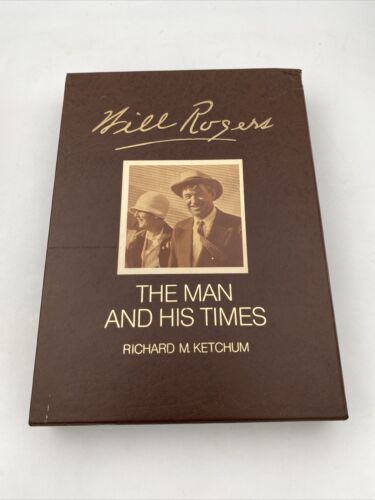 Will Rogers
THE MAN
AND HIS TIMES
RICHARD M. KETCHUM